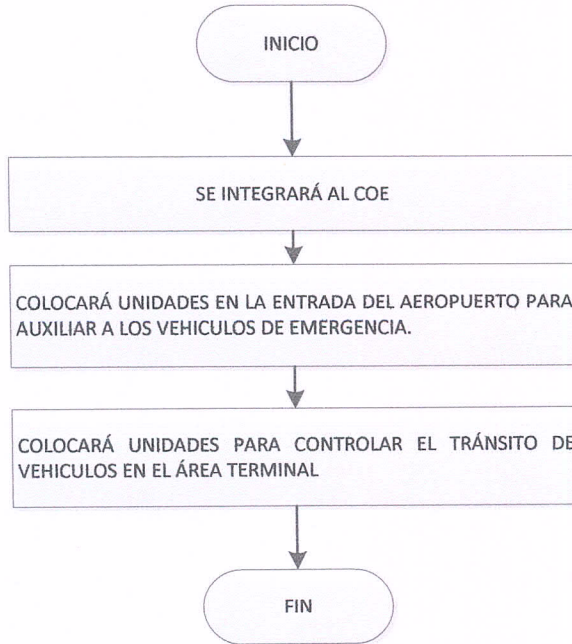 INICIO
SE INTEGRARÁ AL COE
COLOCARÁ UNIDADES EN LA ENTRADA DEL AEROPUERTO PARA
AUXILIAR A LOS VEHICULOS DE EMERGENCIA.
COLOCARÁ UNIDADES PARA CONTROLAR EL TRÁNSITO DE
VEHICULOS EN EL ÁREA TERMINAL
FIN